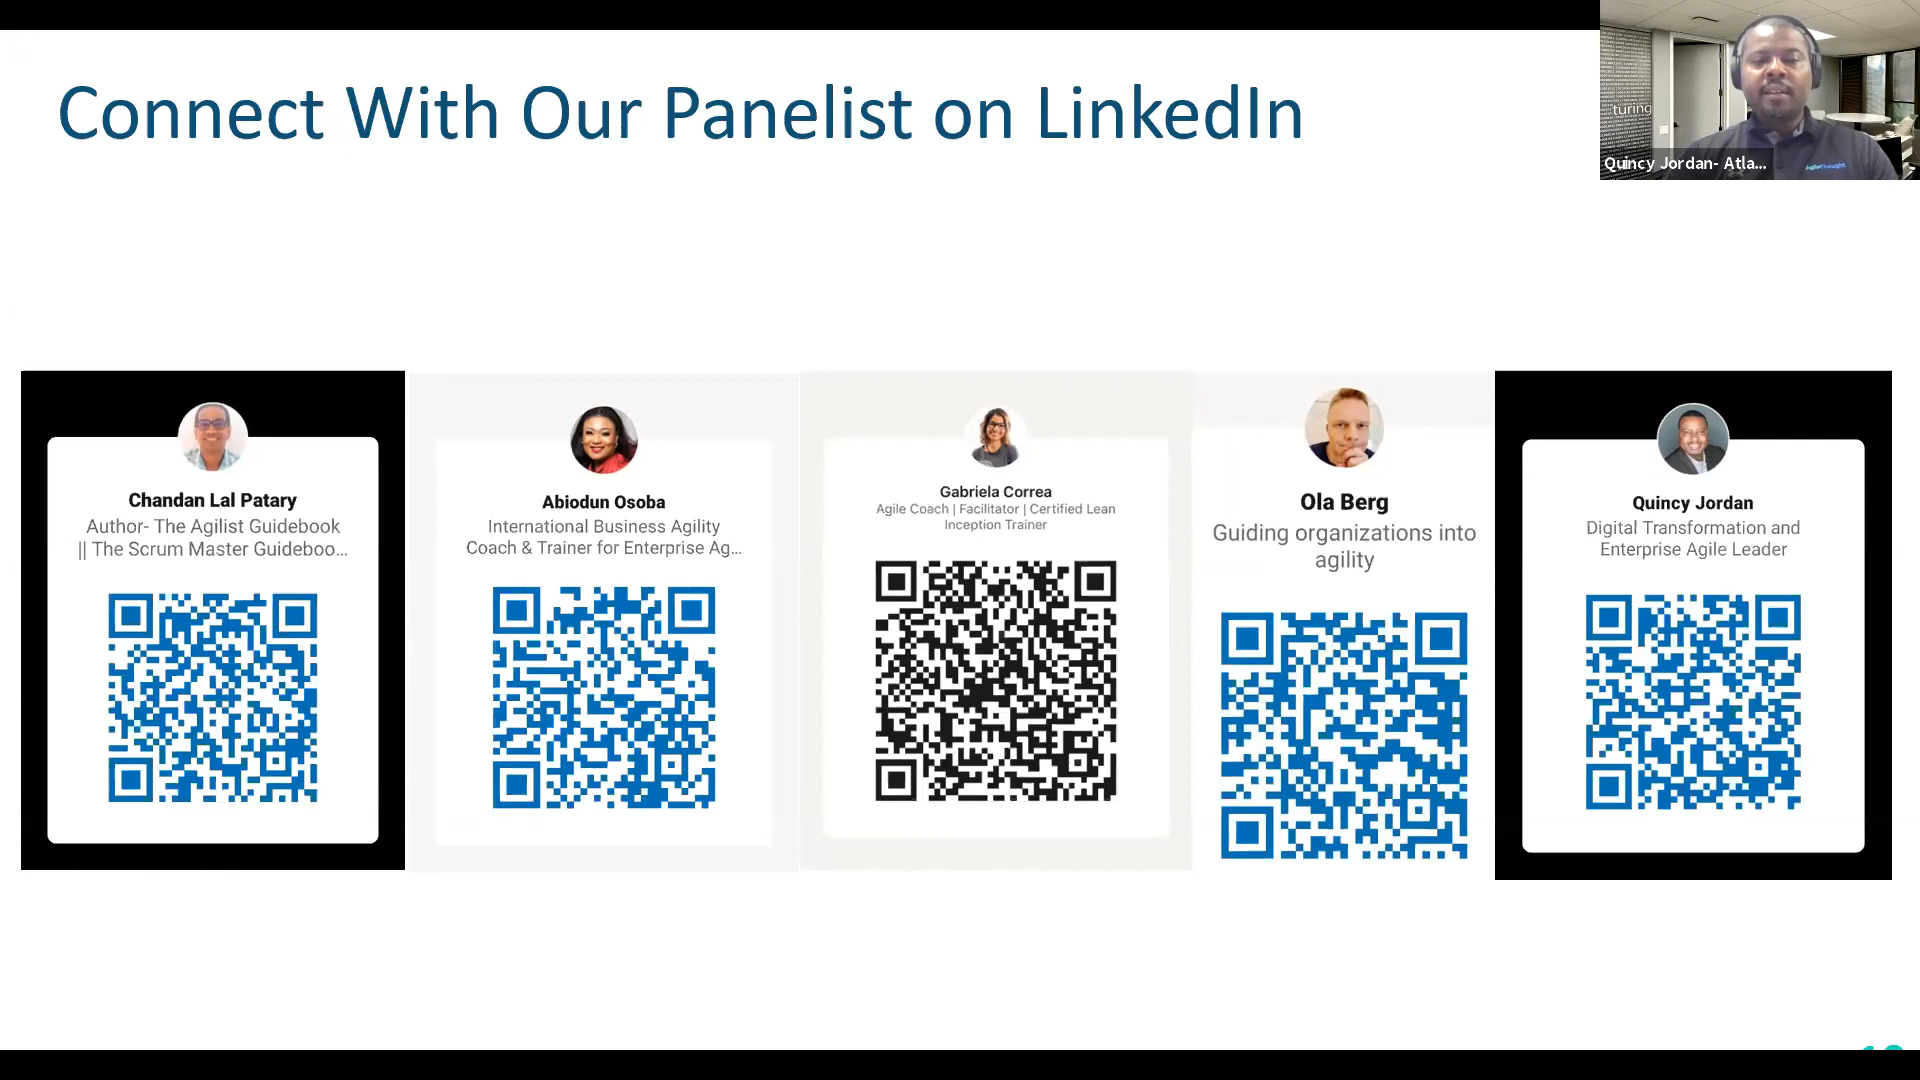 Connect With Our Panelist on LinkedIn
turing
AgileThought
Quincy Jordan- Atla...
Chandan Lal Patary
Author- The Agilist Guidebook
|| The Scrum Master Guideboo...
Abiodun Osoba
International Business Agility
Coach & Trainer for Enterprise Ag...
Gabriela Correa
Agile Coach | Facilitator | Certified Lean
Inception Trainer
Ola Berg
Guiding organizations into
agility
Quincy Jordan
Digital Transformation and
Enterprise Agile Leader